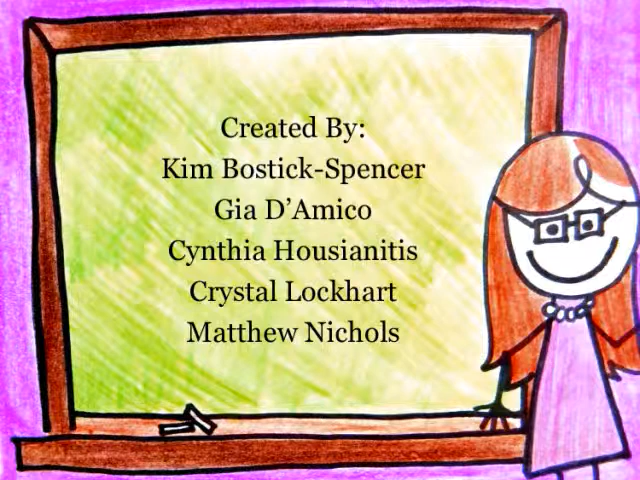 Created By:
Kim Bostick-Spencer
Gia D’Amico
Cynthia Housianitis
Crystal Lockhart
Matthew Nichols